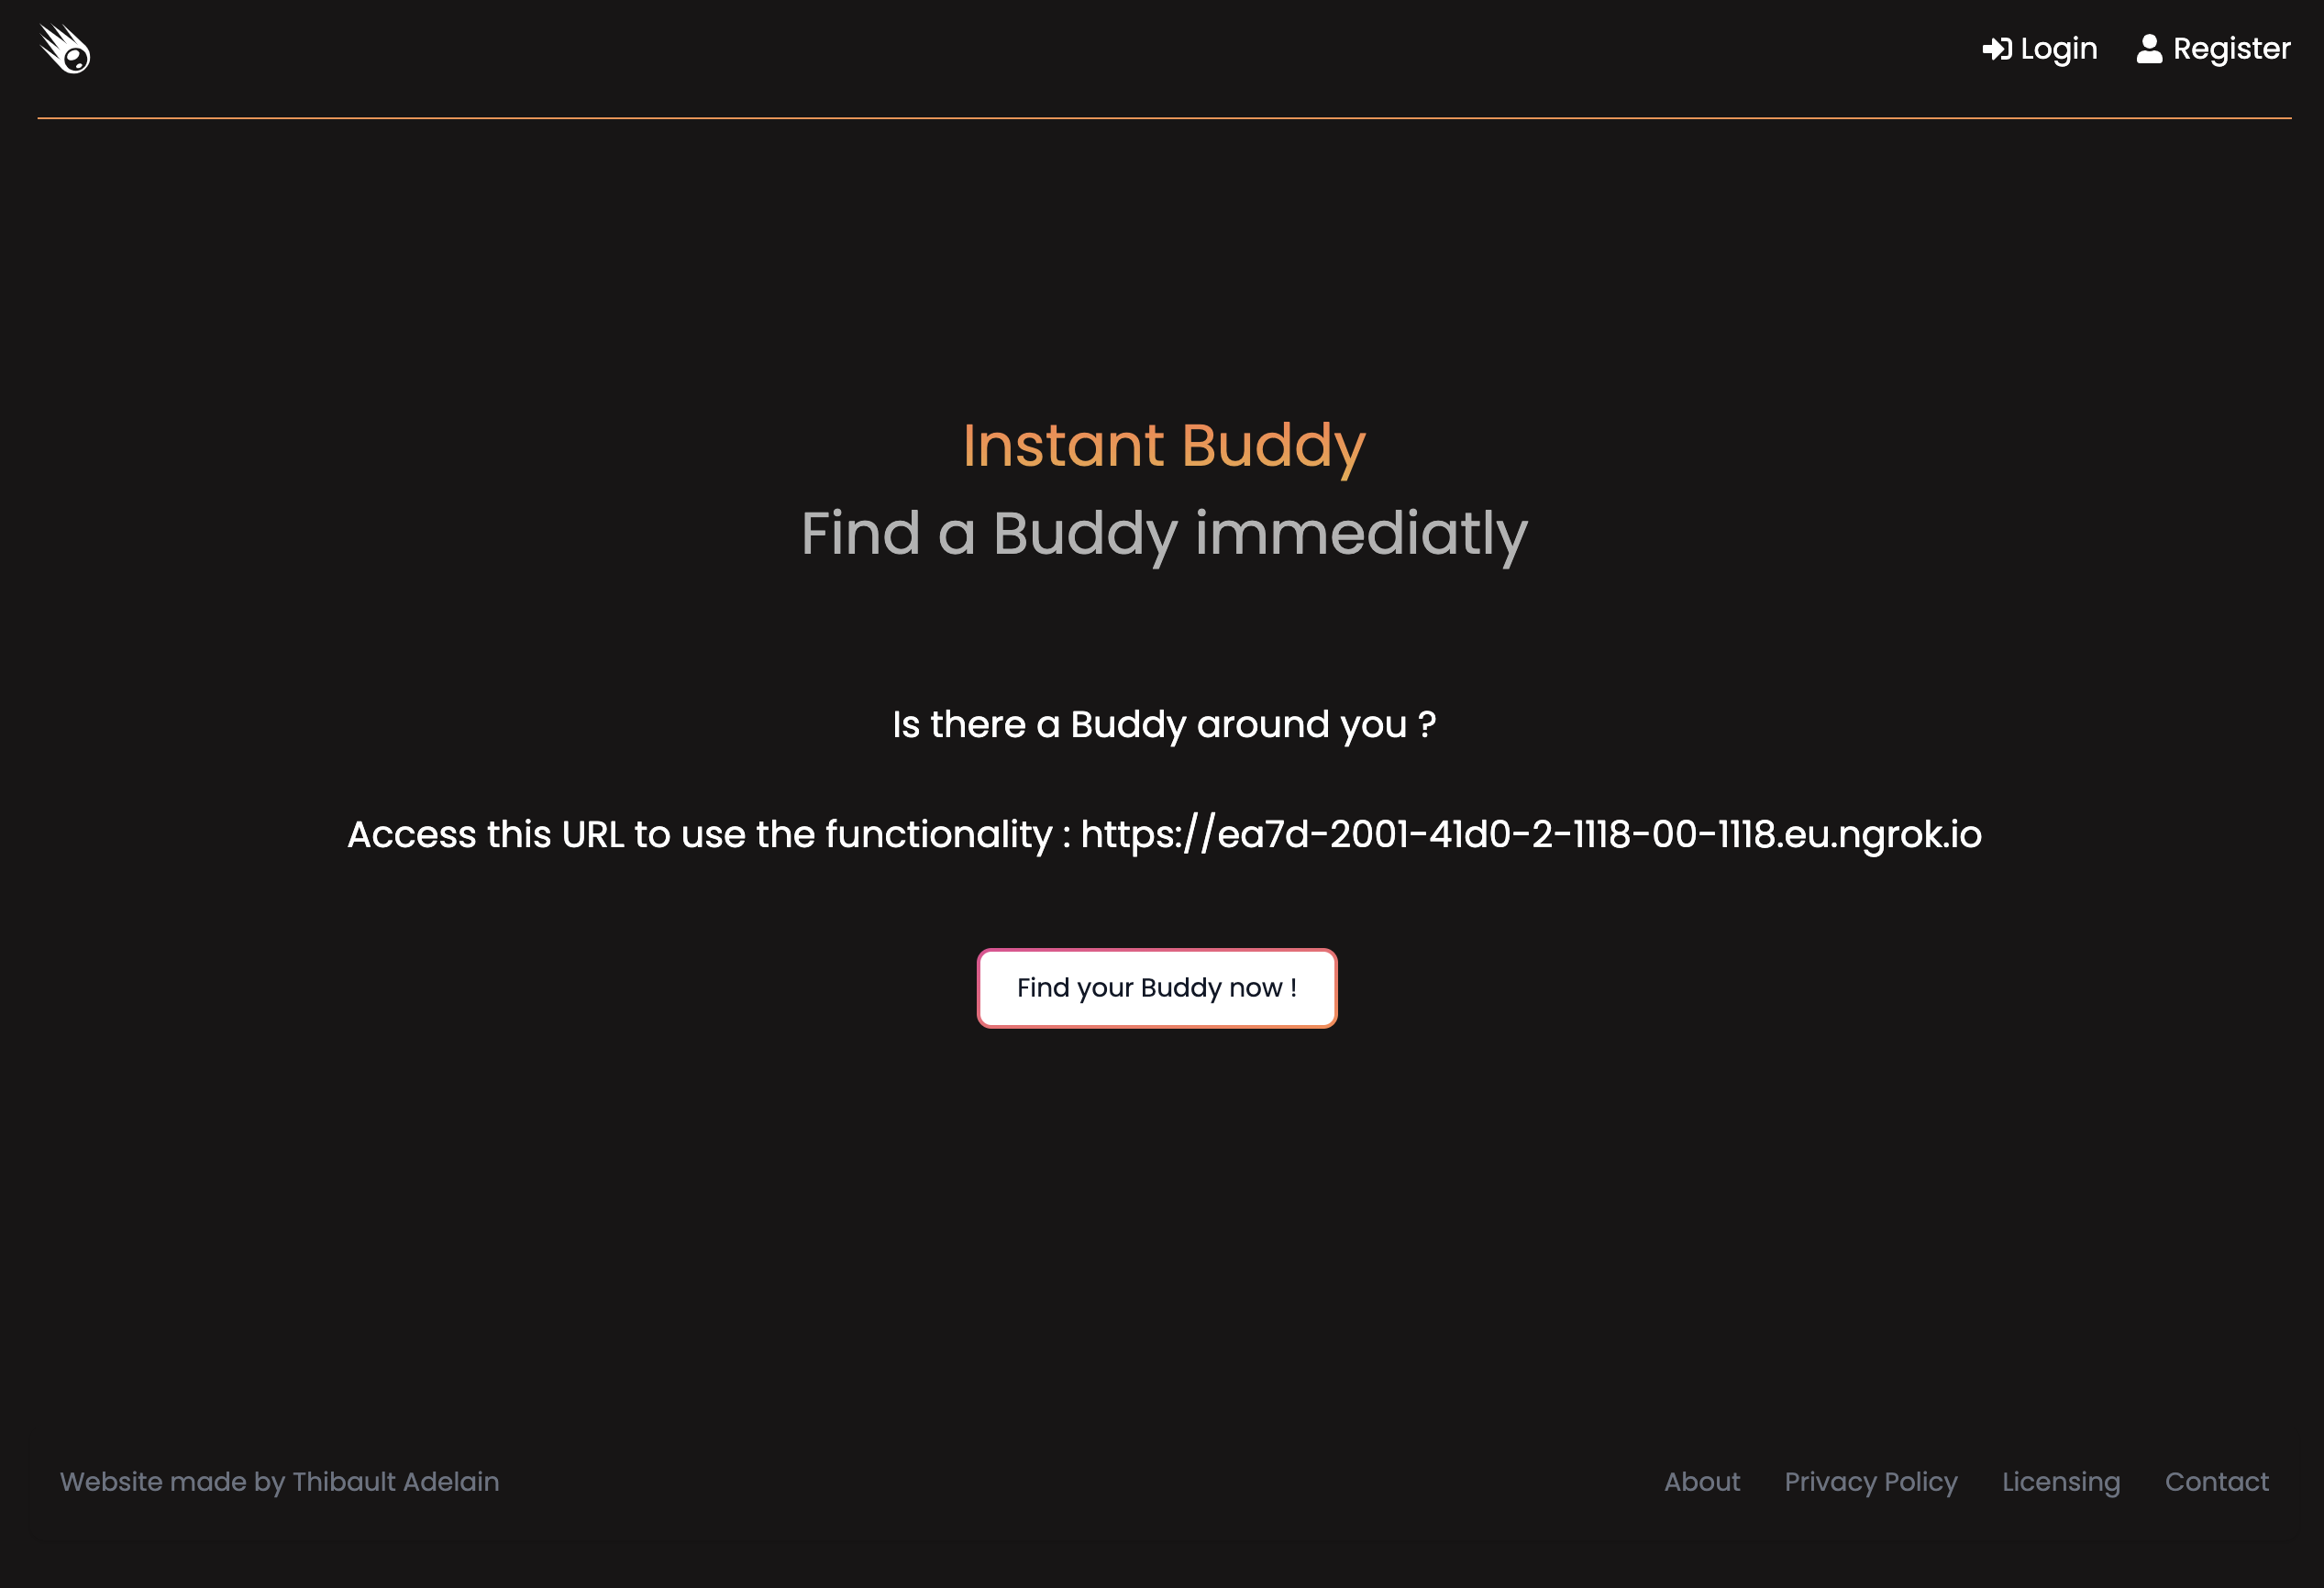 Login
Register
Instant Buddy
Find a Buddy immediatly
Is there a Buddy around you ?
Access this URL to use the functionality : https://ea7d-2001-41d0-2-1118-00-1118.eu.ngrok.io
Find your Buddy now !
Website made by Thibault Adelain
About
Privacy Policy
Licensing
Contact